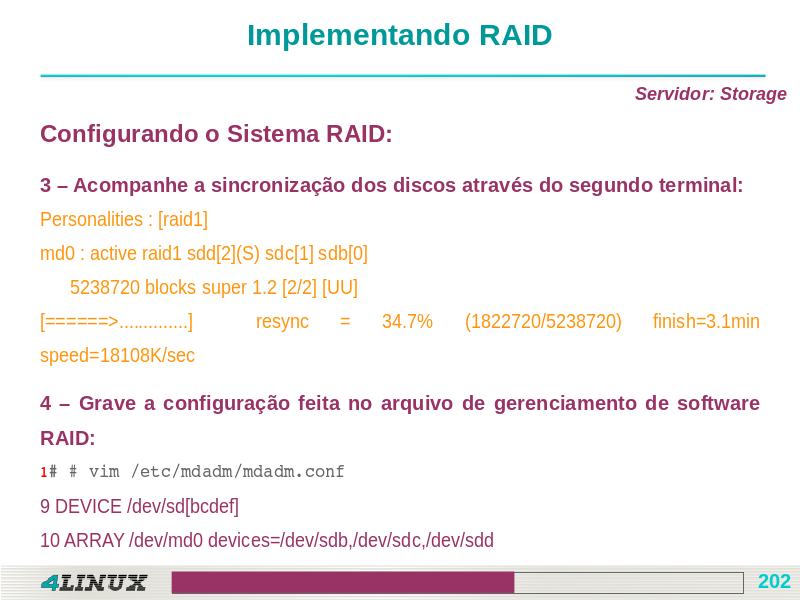 Implementando RAID
Servidor: Storage
Configurando o Sistema RAID:
3 – Acompanhe a sincronização dos discos através do segundo terminal:
Personalities : [raid1]
md0 : active raid1 sdd[2](S) sdc[1] sdb[0]
5238720 blocks super 1.2 [2/2] [UU]
[======>.............] resync = 34.7% (1822720/5238720) finish=3.1min
speed=18108K/sec
4 – Grave a configuração feita no arquivo de gerenciamento de software
RAID:
1# # vim /etc/mdadm/mdadm.conf
9 DEVICE /dev/sd[bcdef]
10 ARRAY /dev/md0 devices=/dev/sdb,/dev/sdc,/dev/sdd
4LINUX
202